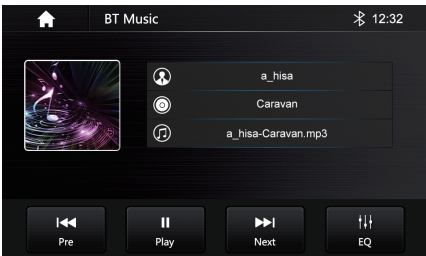 BT Music
12:32
a_hisa
Caravan
a_hisa-Caravan.mp3
Pre
Play
Next
EQ